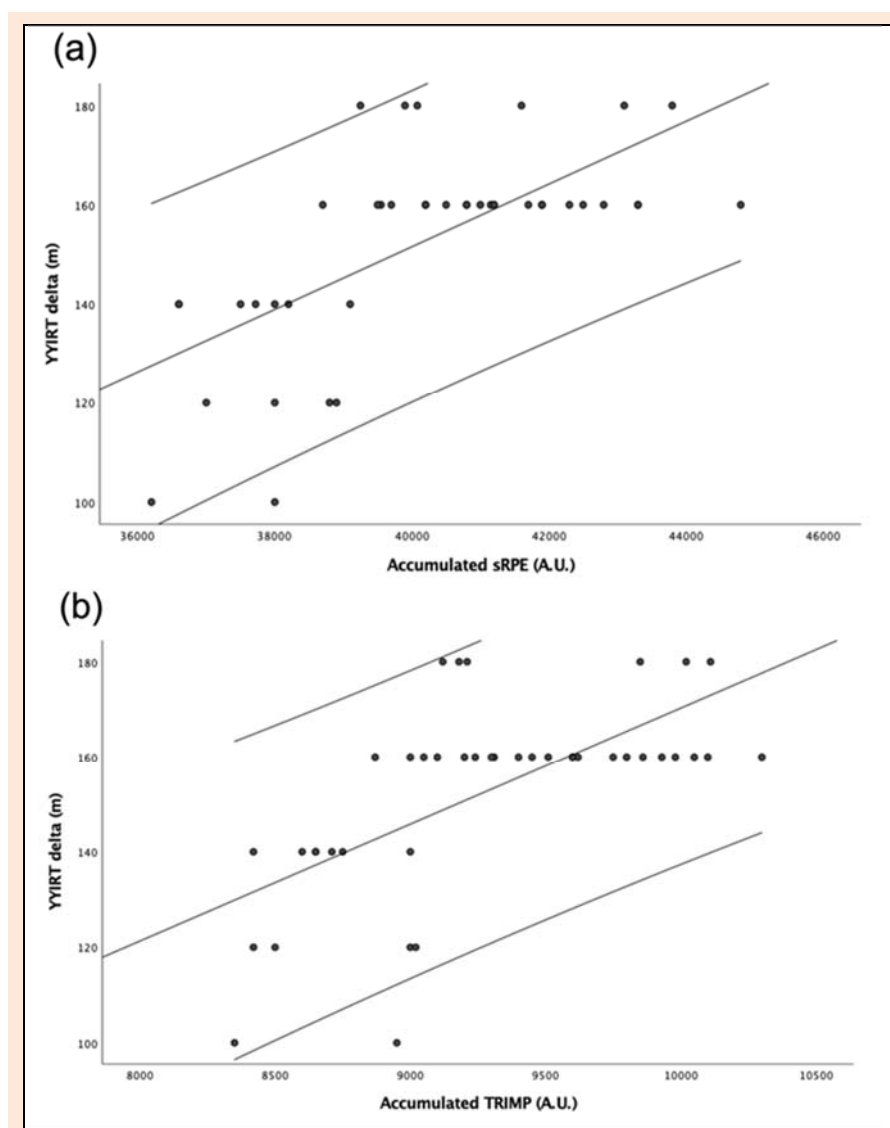 (a)
YYIRT delta (m)
180
160
140
120
100
36000 38000 40000 42000 44000 46000
Accumulated sRPE (A.U.)
(b)
YYIRT delta (m)
180
160
140
120
100
8000 8500 9000 9500 10000 10500
Accumulated TRIMP (A.U.)